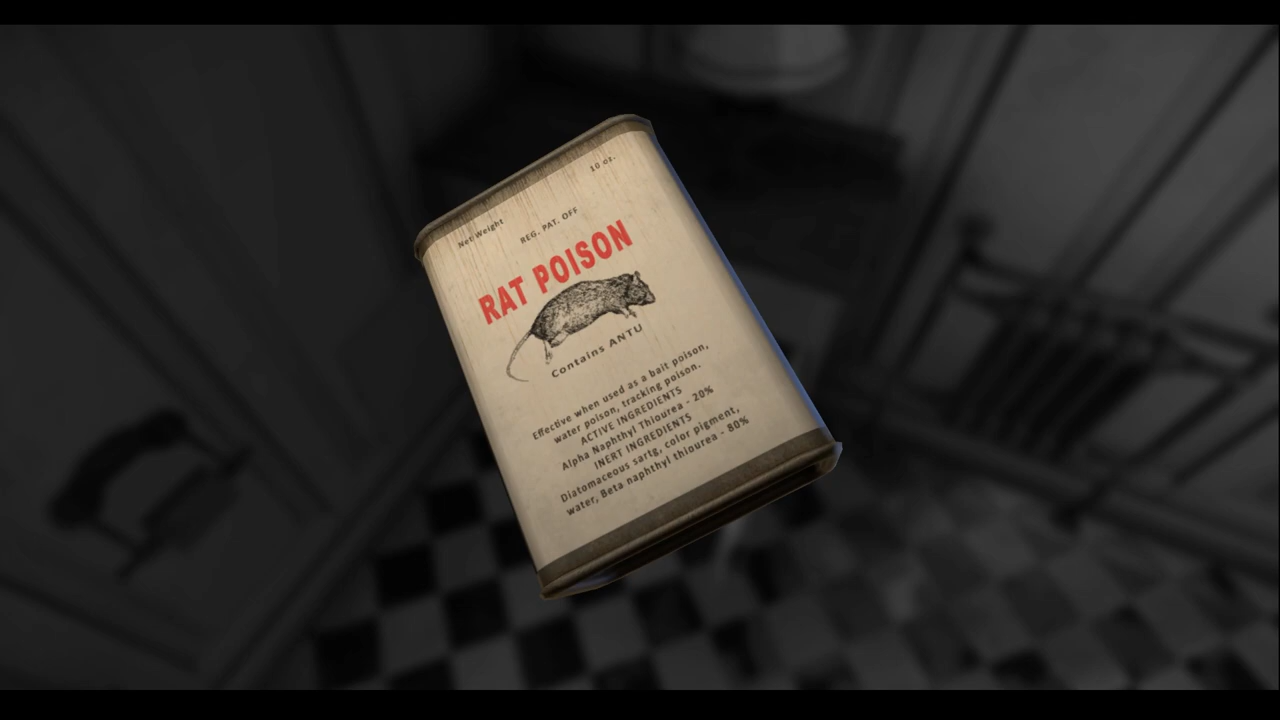 Net Weight
10 oz.
REG. PAT. OFF
RAT POISON
Contains ANTU
Effective when used as a bait poison,
water poison, tracking poison.
ACTIVE INGREDIENTS
Alpha Naphthyl Thiourea - 20%
INERT INGREDIENTS
Diatomaceous sartg, color pigment,
water, Beta naphthyl thiourea - 80%